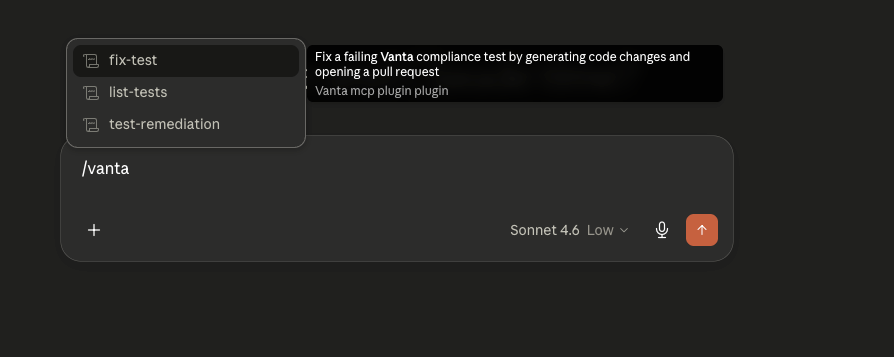 fix-test
list-tests
test-remediation
Fix a failing Vanta compliance test by generating code changes and
opening a pull request
Vanta mcp plugin plugin
/vanta
Sonnet 4.6 Low